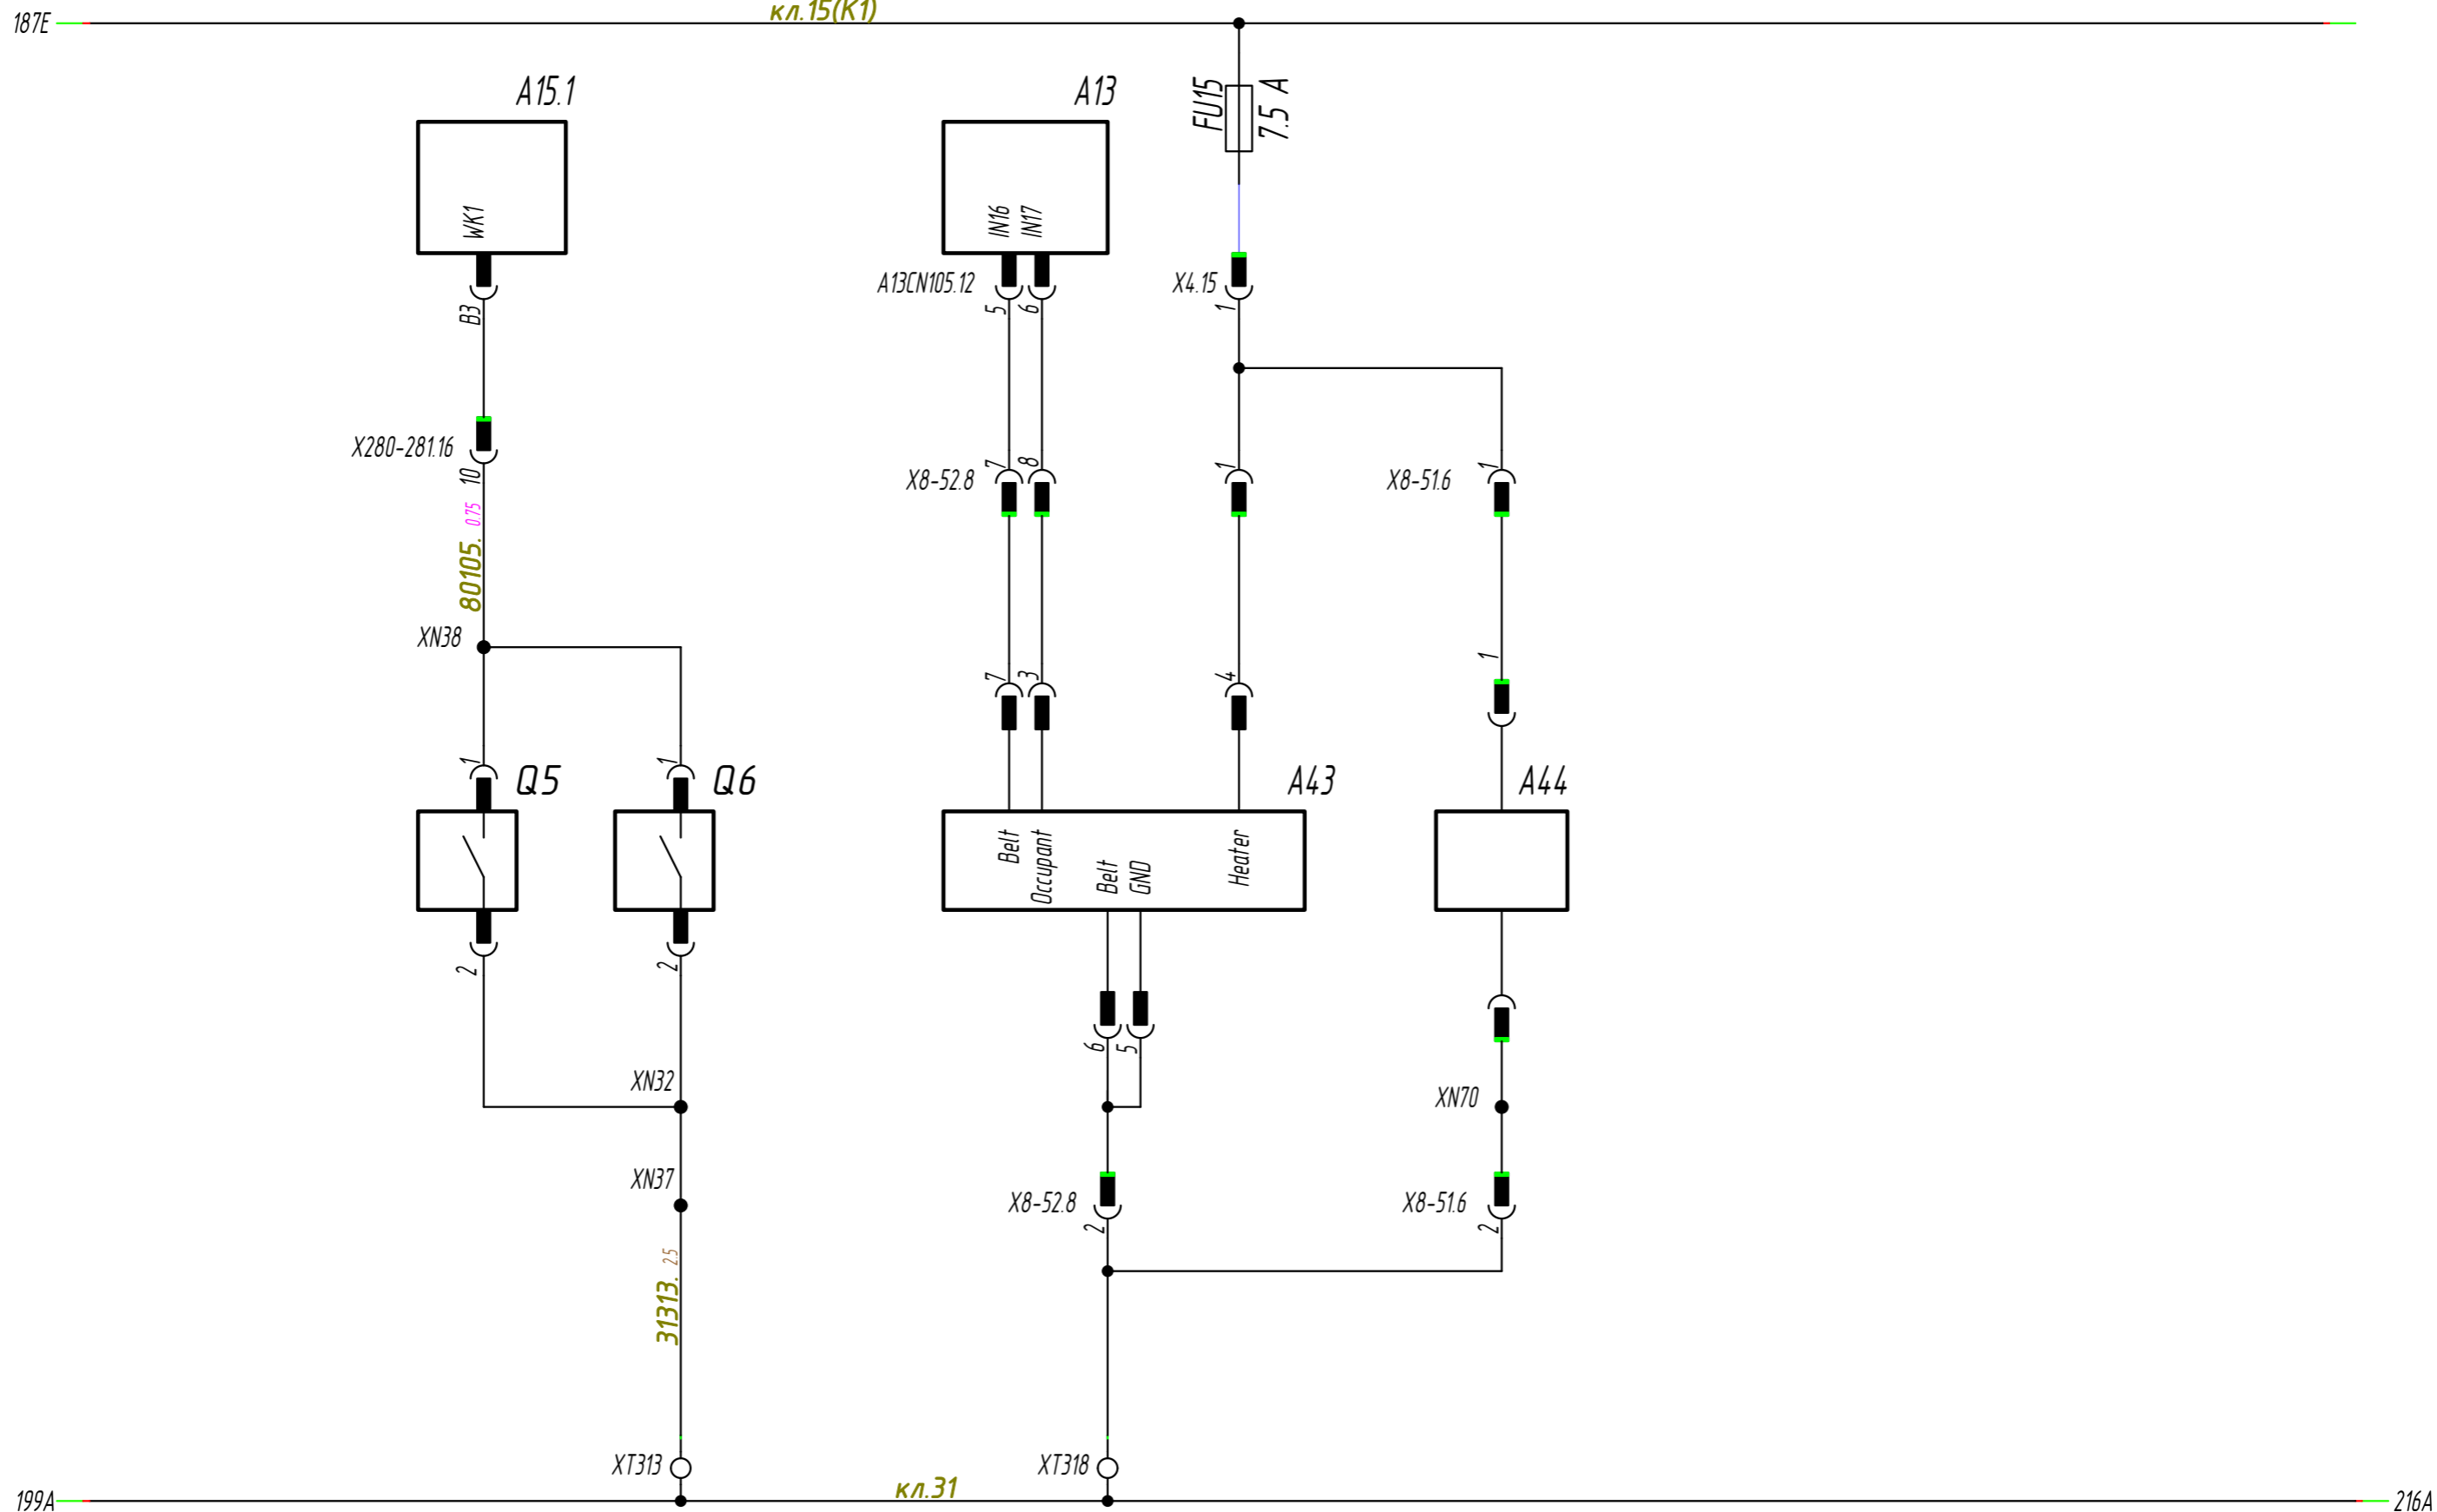 187E
кл.15(К1)
A15.1
A13
FU15
7.5 A
WK1
IN16
IN17
A13CN105.12
X4.15
B3
5
6
1
X280-281.16
10
0.75
80105.
X8-52.8
7
8
1
X8-51.6
1
XN38
7
3
4
1
1
Q5
1
Q6
A43
A44
Belt
Occupant
Belt
GND
Heater
2
2
6
5
XN32
XN70
XN37
X8-52.8
2
X8-51.6
2
2.5
31313.
XT313
XT318
199A
кл.31
216A